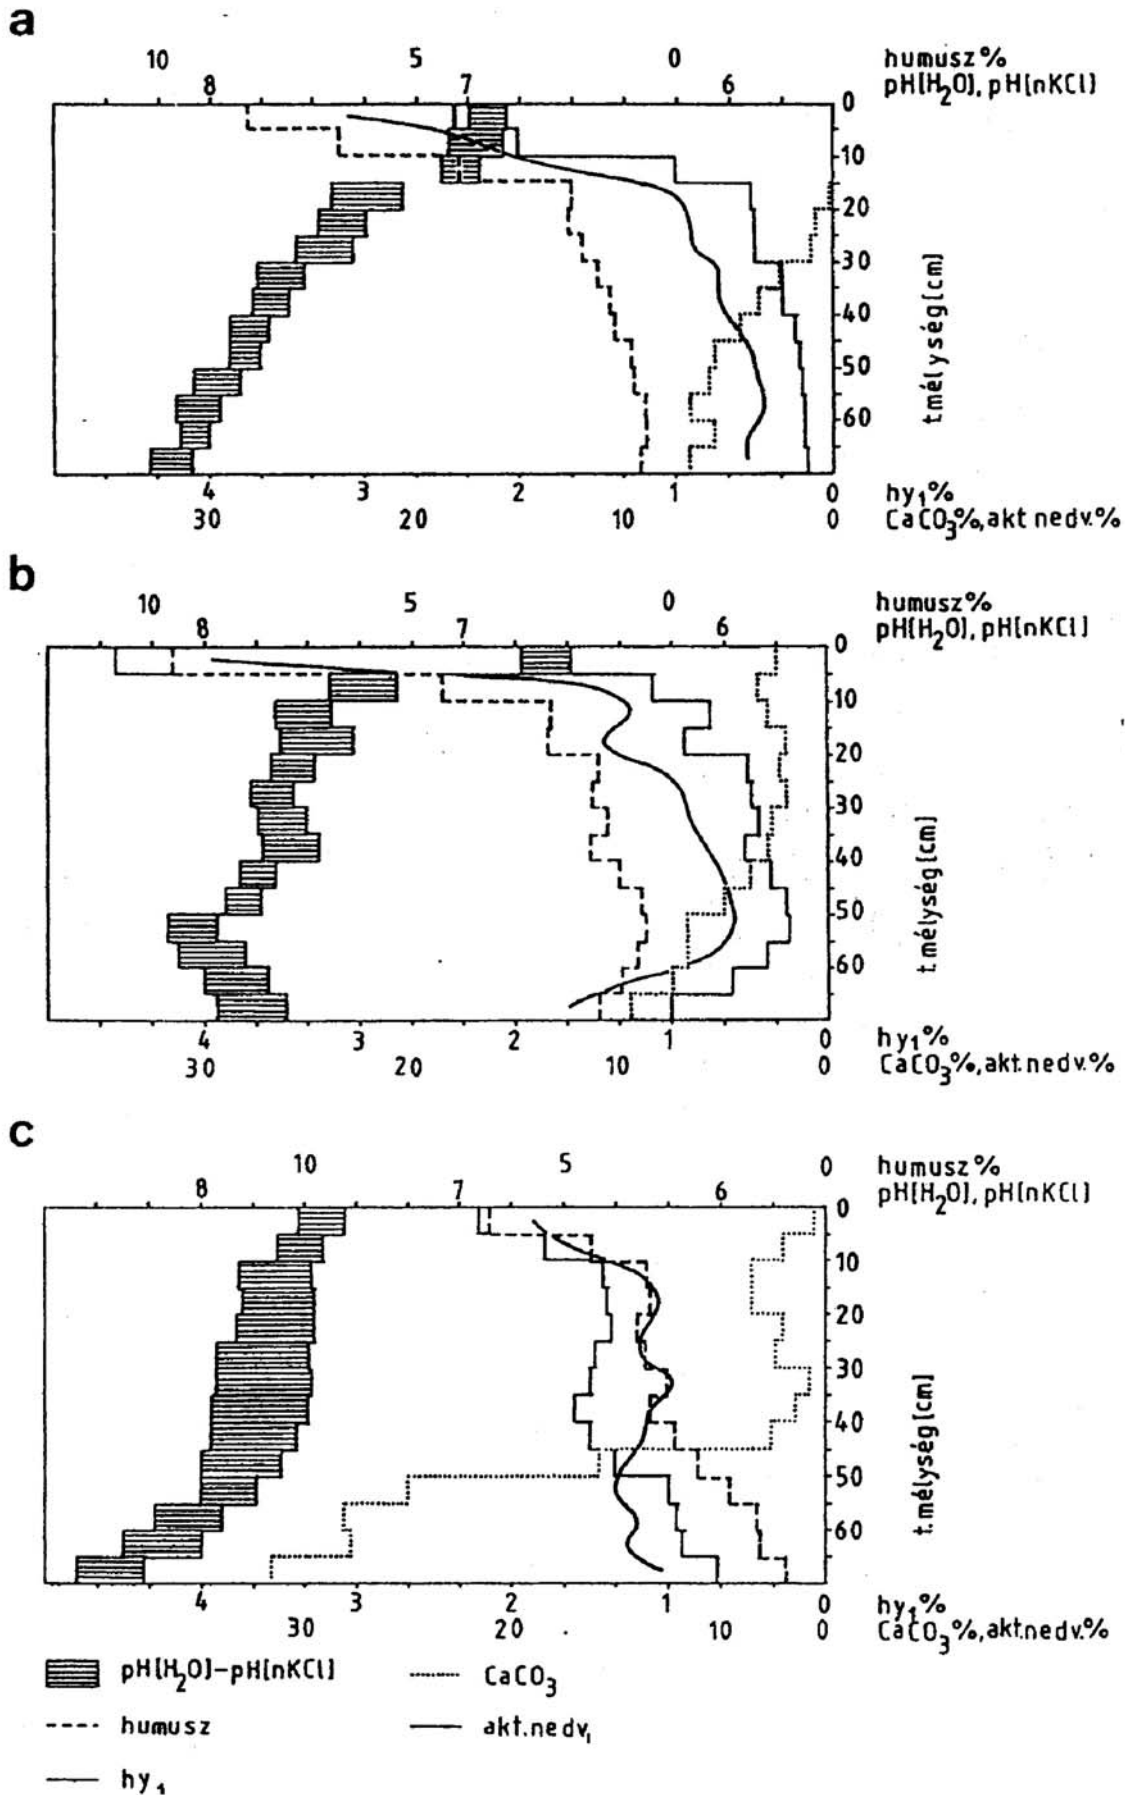 a
10 5 0 humusz%
8 7 6 pH[H2O], pH[nKCl]
0
10
20
30
40
50
60
t.mélység[cm]
4 3 2 1 0 hy1%
30 20 10 0 CaCO3%,akt nedv.%
b
10 5 0 humusz%
8 7 6 pH[H2O], pH[nKCl]
0
10
20
30
40
50
60
t.mélység[cm]
4 3 2 1 0 hy1%
30 20 10 0 CaCO3%,akt.nedv.%
c
10 5 0 humusz%
8 7 6 pH[H2O], pH[nKCl]
0
10
20
30
40
50
60
t.mélység[cm]
4 3 2 1 0 hy1%
30 20 10 0 CaCO3%,akt.nedv.%
pH[H2O]-pH[nKCl]
CaCO3
humusz
akt.nedv,
hy1